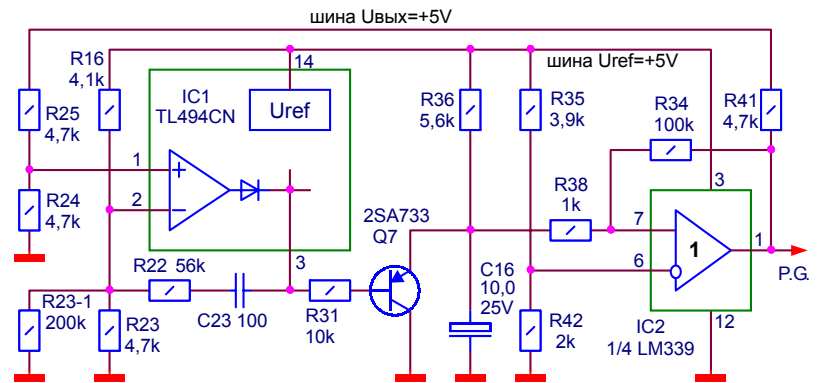 шина Uвых=+5V
R16
4,1k
14
шина Uref=+5V
IC1
TL494CN
Uref
R25
4,7k
R36
5,6k
R35
3,9k
R34
100k
R41
4,7k
1
+
2
−
R24
4,7k
3
R38
1k
3
2SA733
Q7
7
1
1
6
P.G.
R22 56k
C16
10,0
25V
R23-1
200k
C23 100
R31
10k
R23
4,7k
R42
2k
12
IC2
1/4 LM339